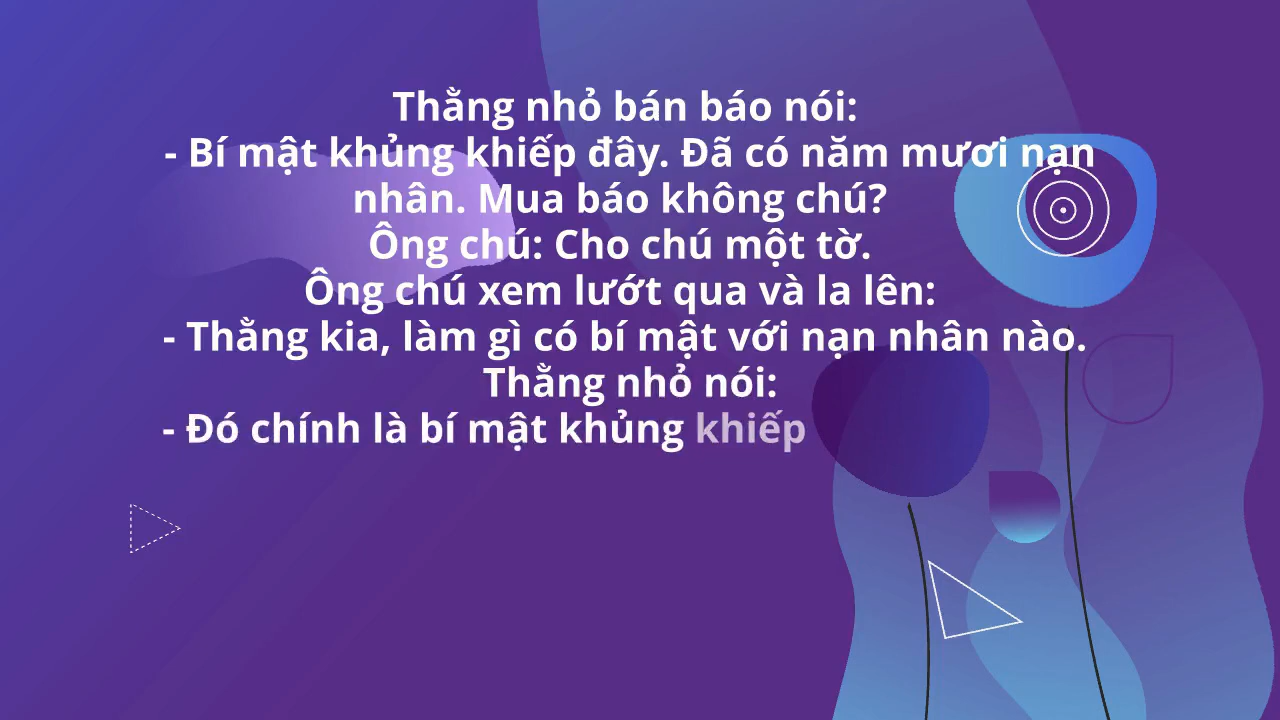 Thằng nhỏ bán báo nói:
- Bí mật khủng khiếp đây. Đã có năm mươi nạn
nhân. Mua báo không chú?
Ông chú: Cho chú một tờ.
Ông chú xem lướt qua và la lên:
- Thằng kia, làm gì có bí mật với nạn nhân nào.
Thằng nhỏ nói:
- Đó chính là bí mật khủng khiếp